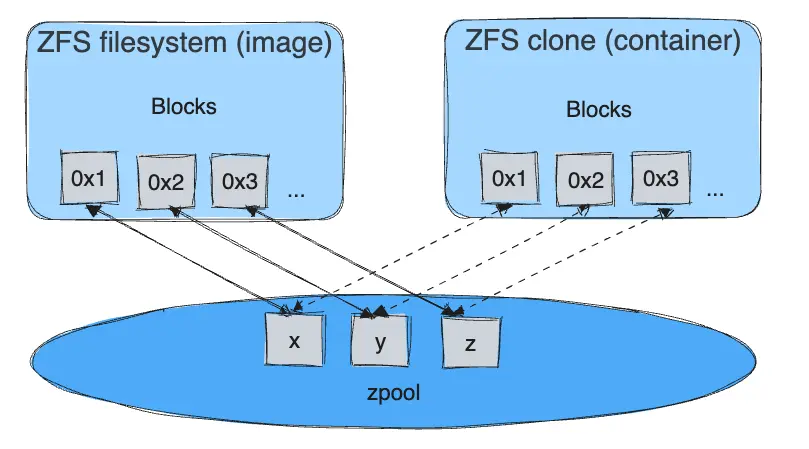 ZFS filesystem (image)
Blocks
0x1
0x2
0x3
...
ZFS clone (container)
Blocks
0x1
0x2
0x3
...
x
y
z
zpool